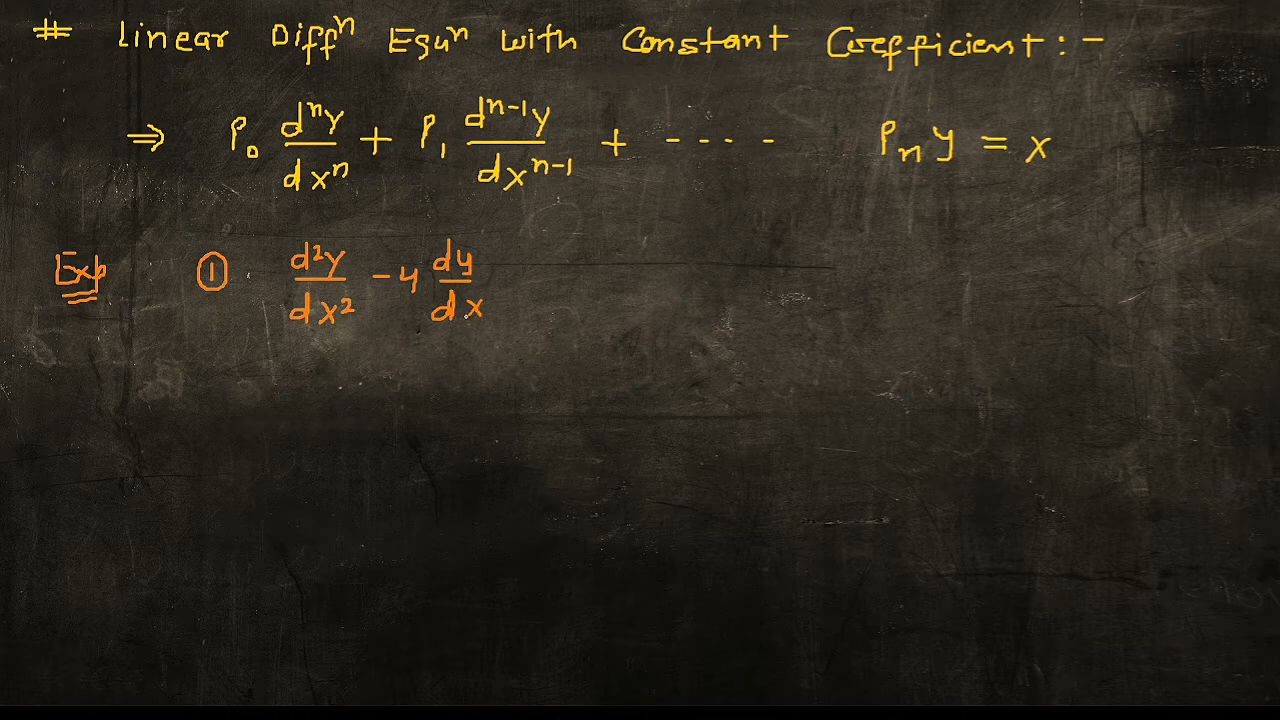 # Linear Diffⁿ Equⁿ with Constant Coefficient :-
⇒ P₀ dⁿy/dxⁿ + P₁ dⁿ⁻¹y/dxⁿ⁻¹ + - - - - Pₙ y = x
Exp ① d²y/dx² - 4 dy/dx